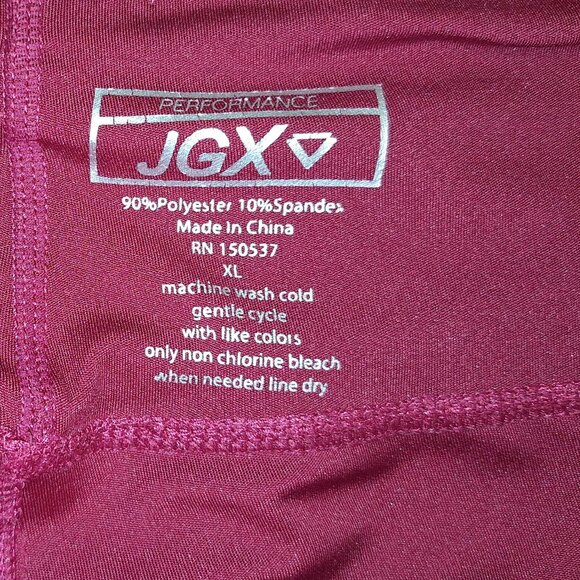 PERFORMANCE
JGX
90%Polyester 10%Spandex
Made In China
RN 150537
XL
machine wash cold
gentle cycle
with like colors
only non chlorine bleach
when needed line dry